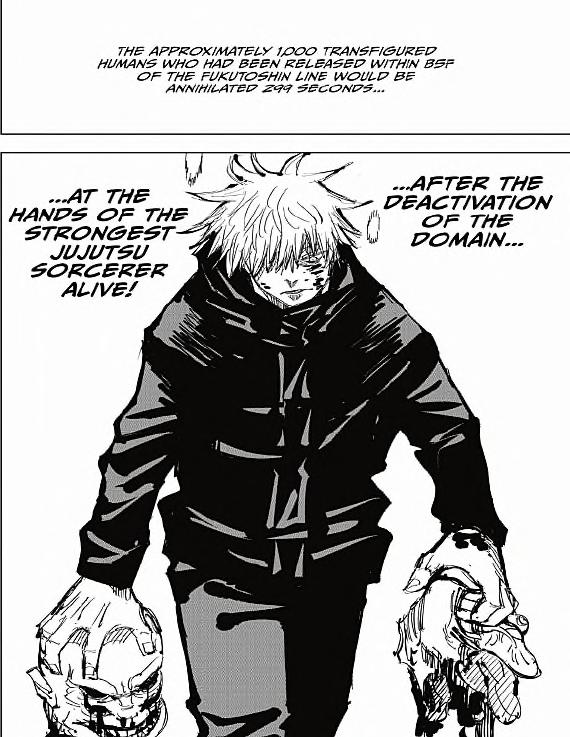 THE APPROXIMATELY 1,000 TRANSFIGURED
HUMANS WHO HAD BEEN RELEASED WITHIN B5F
OF THE FUKUTOSHIN LINE WOULD BE
ANNIHILATED 299 SECONDS...
...AFTER THE
DEACTIVATION
OF THE
DOMAIN...
...AT THE
HANDS OF THE
STRONGEST
JUJUTSU
SORCERER
ALIVE!